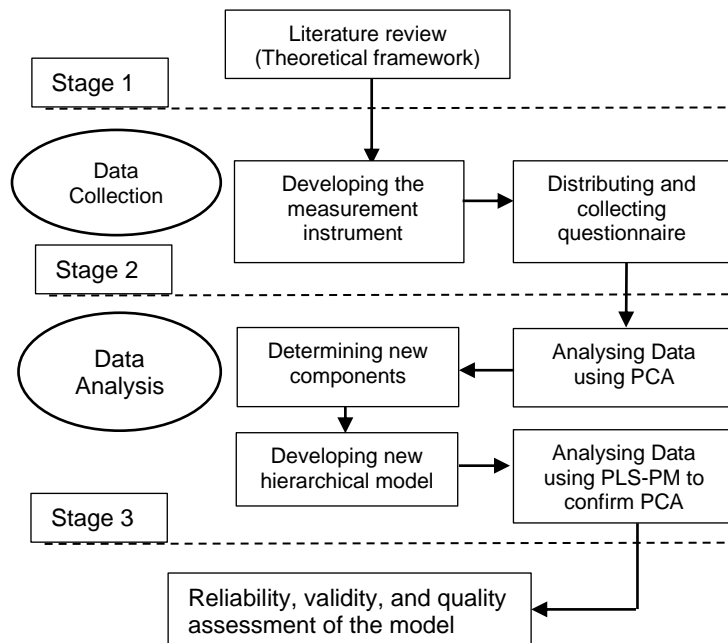 Literature review
(Theoretical framework)
Stage 1
Data
Collection
Developing the
measurement
instrument
Distributing and
collecting
questionnaire
Stage 2
Data
Analysis
Determining new
components
Analysing Data
using PCA
Developing new
hierarchical model
Analysing Data
using PLS-PM to
confirm PCA
Stage 3
Reliability, validity, and quality
assessment of the model